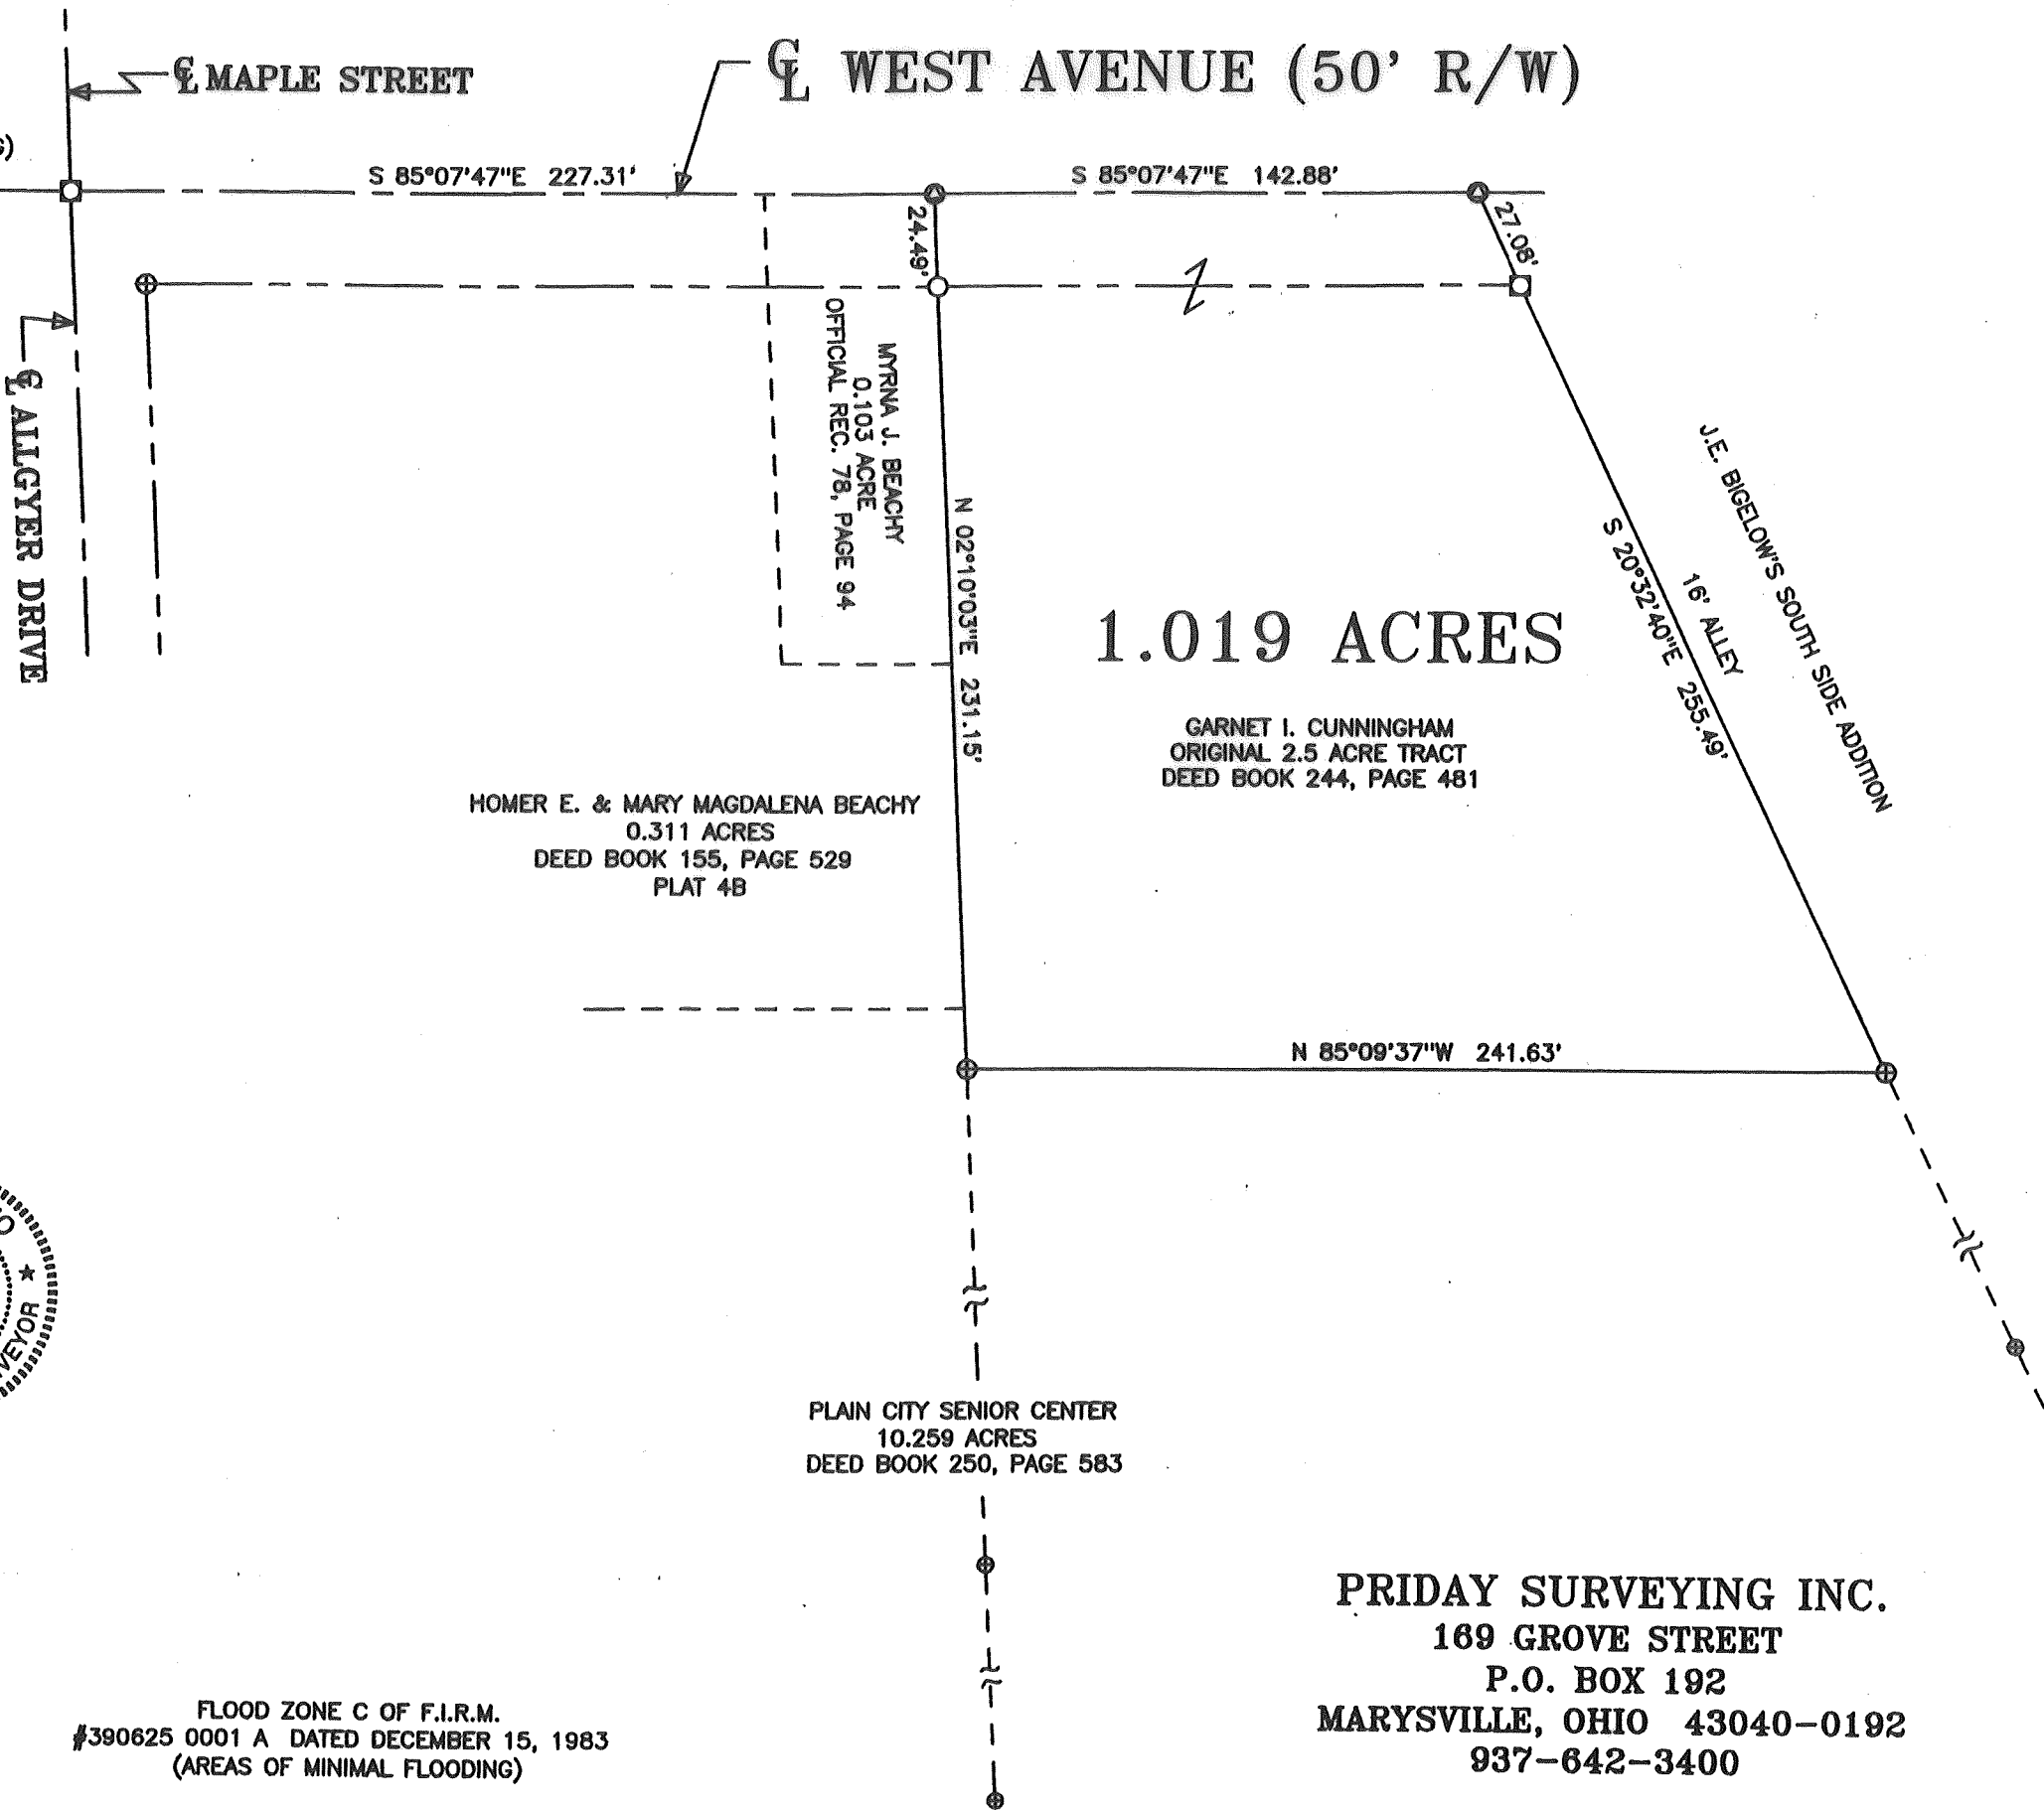 ℄ MAPLE STREET
℄ WEST AVENUE (50' R/W)
S 85°07'47"E 227.31'
S 85°07'47"E 142.88'
24.49'
27.08'
℄ ALLGYER DRIVE
MYRNA J. BEACHY
0.103 ACRE
OFFICIAL REC. 78, PAGE 94
N 02°10'03"E 231.15'
J.E. BIGELOW'S SOUTH SIDE ADDITION
16' ALLEY
S 20°32'40"E 255.49'
1.019 ACRES
GARNET I. CUNNINGHAM
ORIGINAL 2.5 ACRE TRACT
DEED BOOK 244, PAGE 481
HOMER E. & MARY MAGDALENA BEACHY
0.311 ACRES
DEED BOOK 155, PAGE 529
PLAT 4B
N 85°09'37"W 241.63'
PLAIN CITY SENIOR CENTER
10.259 ACRES
DEED BOOK 250, PAGE 583
PRIDAY SURVEYING INC.
169 GROVE STREET
P.O. BOX 192
MARYSVILLE, OHIO 43040-0192
937-642-3400
FLOOD ZONE C OF F.I.R.M.
#390625 0001 A DATED DECEMBER 15, 1983
(AREAS OF MINIMAL FLOODING)